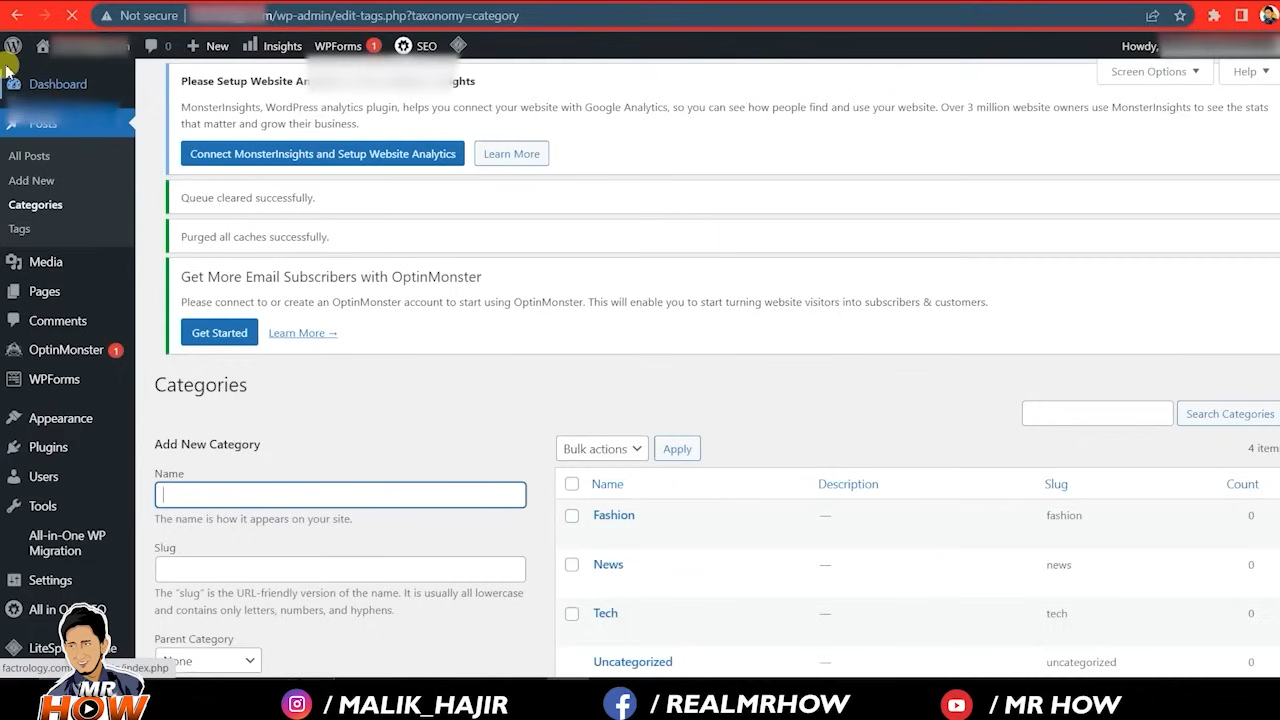 Not secure
m/wp-admin/edit-tags.php?taxonomy=category
0
New
Insights
WPForms 1
SEO
Howdy,
Screen Options
Help
Dashboard
Posts
All Posts
Add New
Categories
Tags
Media
Pages
Comments
OptinMonster 1
WPForms
Appearance
Plugins
Users
Tools
All-in-One WP
Migration
Settings
All in O
LiteSp
factrology.com
/index.php
Please Setup Website An
ights
MonsterInsights, WordPress analytics plugin, helps you connect your website with Google Analytics, so you can see how people find and use your website. Over 3 million website owners use MonsterInsights to see the stats
that matter and grow their business.
Connect MonsterInsights and Setup Website Analytics
Learn More
Queue cleared successfully.
Purged all caches successfully.
Get More Email Subscribers with OptinMonster
Please connect to or create an OptinMonster account to start using OptinMonster. This will enable you to start turning website visitors into subscribers & customers.
Get Started
Learn More →
Categories
Search Categories
Add New Category
Name
The name is how it appears on your site.
Slug
The “slug” is the URL-friendly version of the name. It is usually all lowercase
and contains only letters, numbers, and hyphens.
Parent Category
None
Bulk actions
Apply
4 item
Name Description Slug Count
Fashion — fashion 0
News — news 0
Tech — tech 0
Uncategorized — uncategorized 0
MR
HOW
/ MALIK_HAJIR
/ REALMRHOW
/ MR HOW